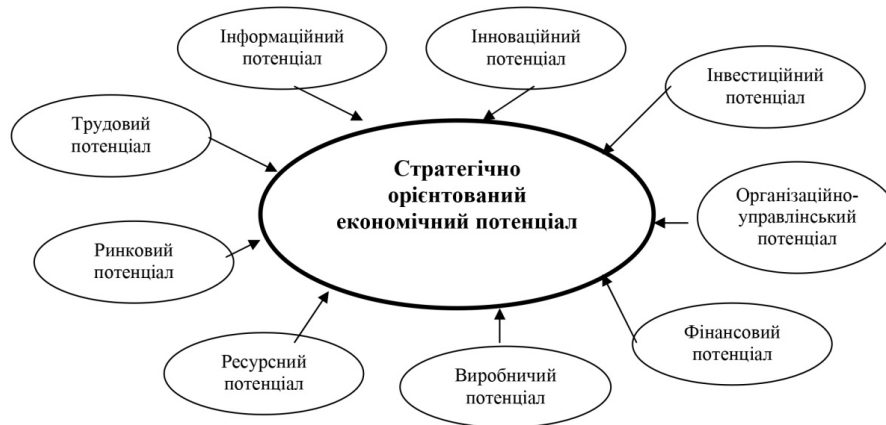 Інформаційний
потенціал
Інноваційний
потенціал
Інвестиційний
потенціал
Трудовий
потенціал
Стратегічно
орієнтований
економічний потенціал
Організаційно-
управлінський
потенціал
Ринковий
потенціал
Фінансовий
потенціал
Ресурсний
потенціал
Виробничий
потенціал